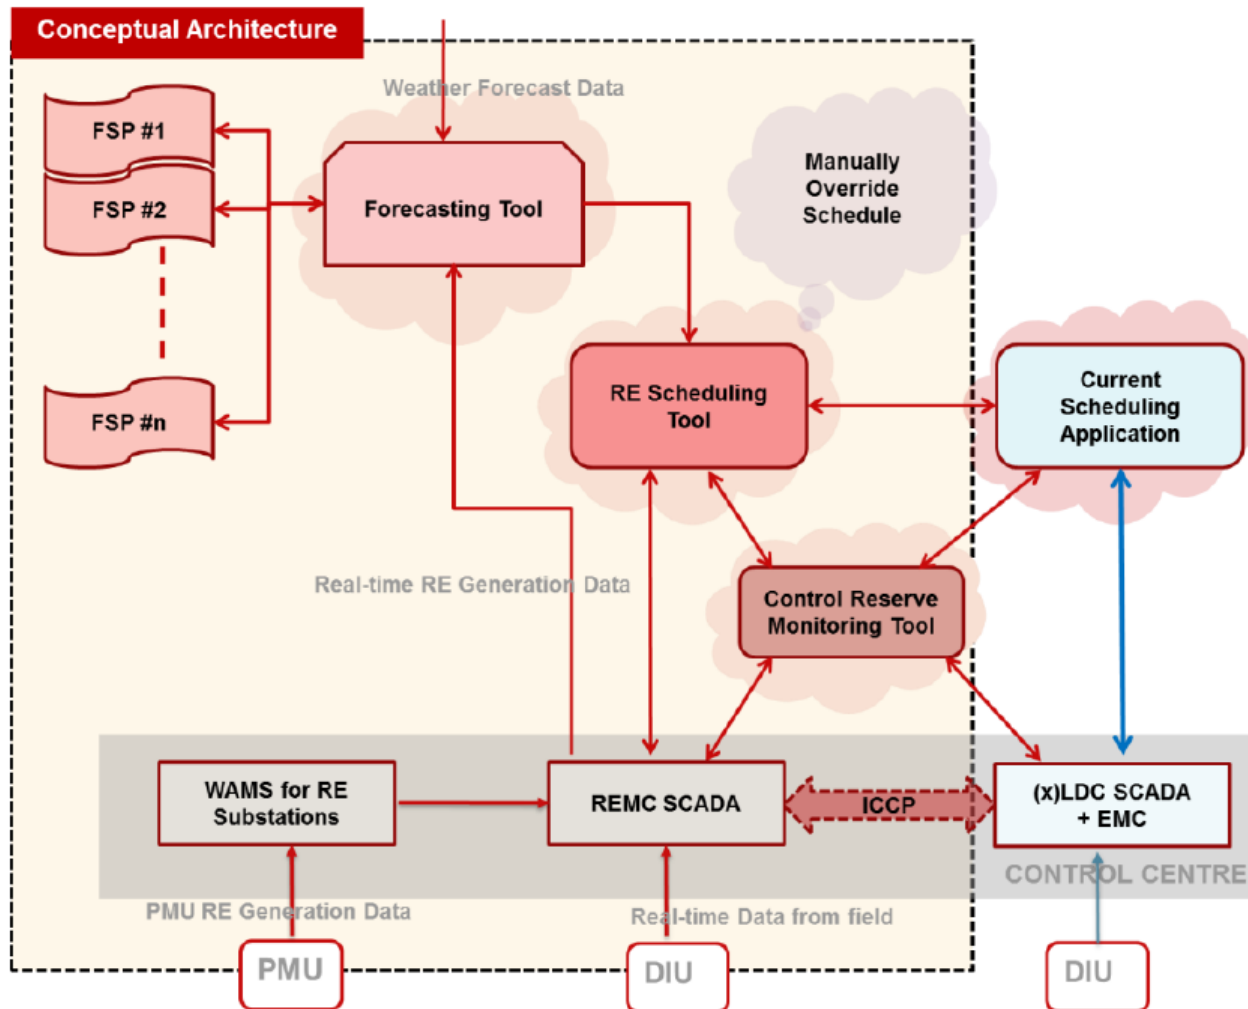 Conceptual Architecture
Weather Forecast Data
FSP #1
FSP #2
FSP #n
Forecasting Tool
Manually
Override
Schedule
RE Scheduling
Tool
Current
Scheduling
Application
Real-time RE Generation Data
Control Reserve
Monitoring Tool
WAMS for RE
Substations
REMC SCADA
ICCP
(x)LDC SCADA
+ EMC
CONTROL CENTRE
PMU RE Generation Data
Real-time Data from field
PMU
DIU
DIU